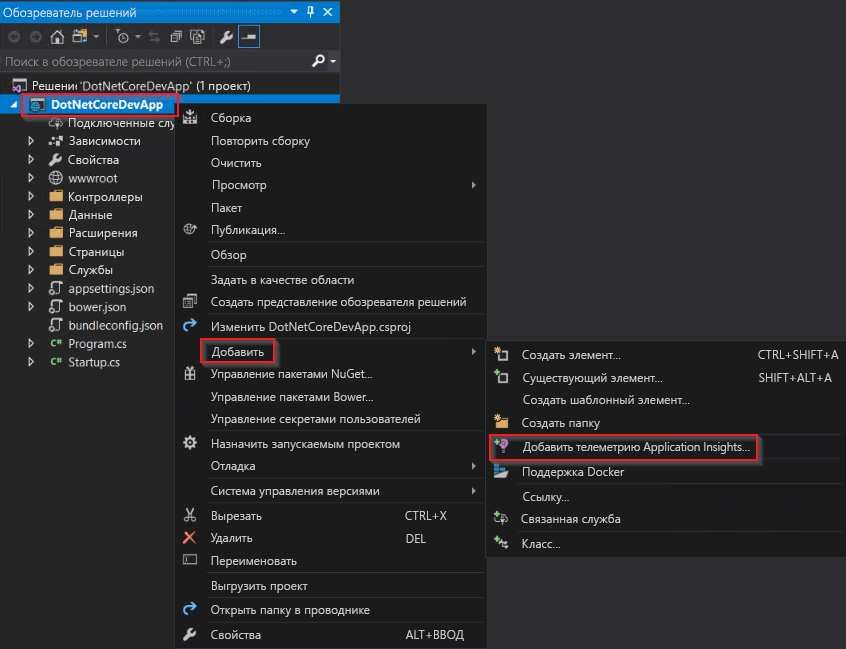 Обозреватель решений
Поиск в обозревателе решений (CTRL+;)
Решени 'DotNetCoreDevApp' (1 проект)
DotNetCoreDevApp
Подключенные слу
Зависимости
Свойства
wwwroot
Контроллеры
Данные
Расширения
Страницы
Службы
appsettings.json
bower.json
bundleconfig.json
C# Program.cs
C# Startup.cs
Сборка
Повторить сборку
Очистить
Просмотр
Пакет
Публикация...
Обзор
Задать в качестве области
Создать представление обозревателя решений
Изменить DotNetCoreDevApp.csproj
Добавить
Управление пакетами NuGet...
Управление пакетами Bower...
Управление секретами пользователей
Назначить запускаемым проектом
Отладка
Система управления версиями
Вырезать CTRL+X
Удалить DEL
Переименовать
Выгрузить проект
Открыть папку в проводнике
Свойства ALT+ВВОД
Создать элемент... CTRL+SHIFT+A
Существующий элемент... SHIFT+ALT+A
Создать шаблонный элемент...
Создать папку
Добавить телеметрию Application Insights...
Поддержка Docker
Ссылку...
Связанная служба
Класс...